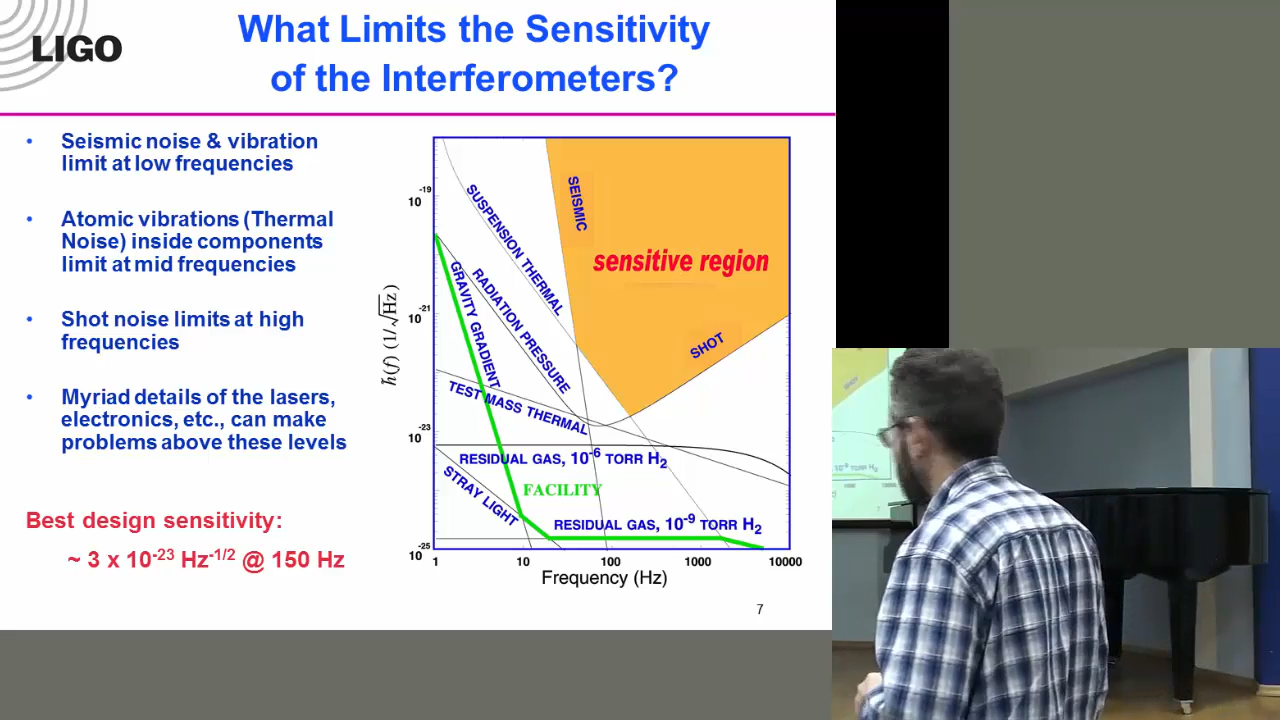 LIGO
What Limits the Sensitivity
of the Interferometers?
• Seismic noise & vibration
limit at low frequencies
• Atomic vibrations (Thermal
Noise) inside components
limit at mid frequencies
• Shot noise limits at high
frequencies
• Myriad details of the lasers,
electronics, etc., can make
problems above these levels
Best design sensitivity:
~ 3 x 10⁻²³ Hz⁻¹/² @ 150 Hz
h(f) (1/√Hz)
10⁻¹⁹
10⁻²¹
10⁻²³
10⁻²⁵
SEISMIC
SUSPENSION THERMAL
sensitive region
RADIATION PRESSURE
GRAVITY GRADIENT
SHOT
TEST MASS THERMAL
RESIDUAL GAS, 10⁻⁶ TORR H₂
STRAY LIGHT
FACILITY
RESIDUAL GAS, 10⁻⁹ TORR H₂
1 10 100 1000 10000
Frequency (Hz)
7